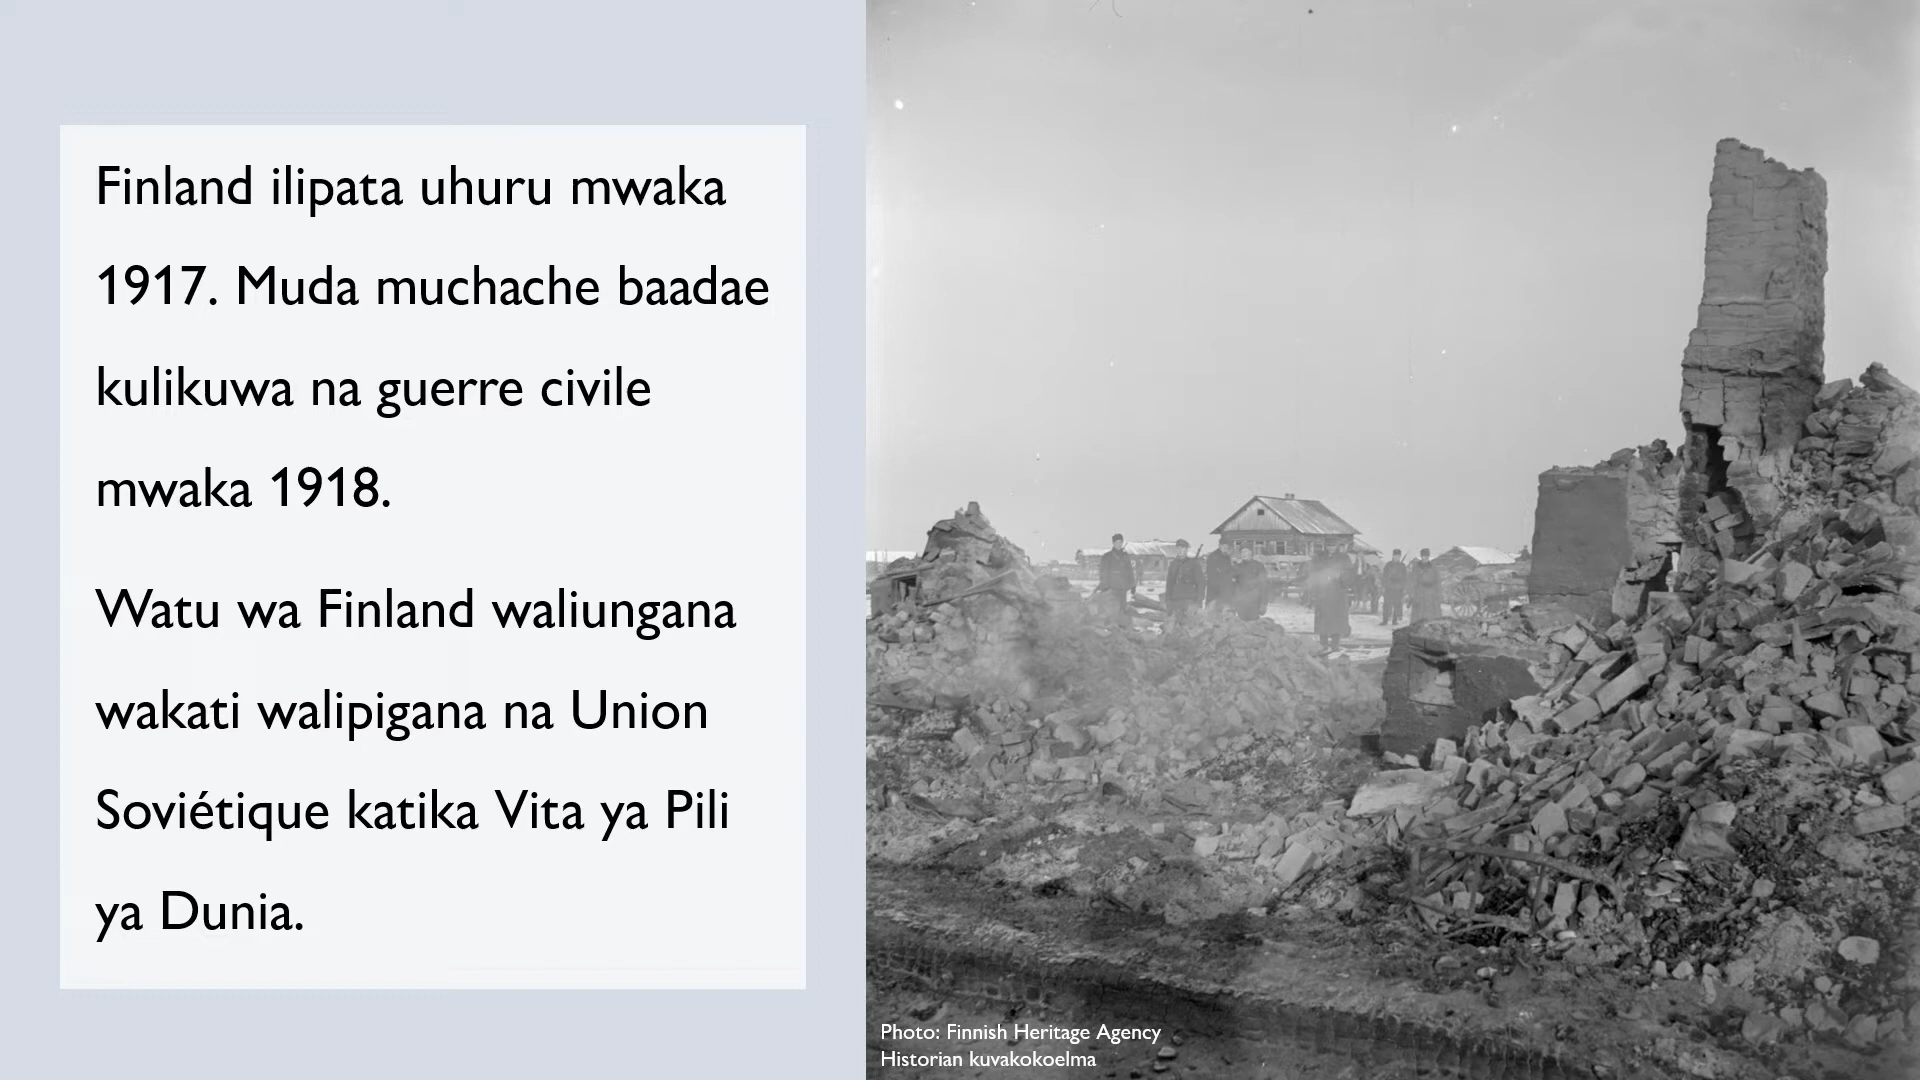 Finland ilipata uhuru mwaka
1917. Muda muchache baadae
kulikuwa na guerre civile
mwaka 1918.
Watu wa Finland waliungana
wakati walipigana na Union
Soviétique katika Vita ya Pili
ya Dunia.
Photo: Finnish Heritage Agency
Historian kuvakokoelma